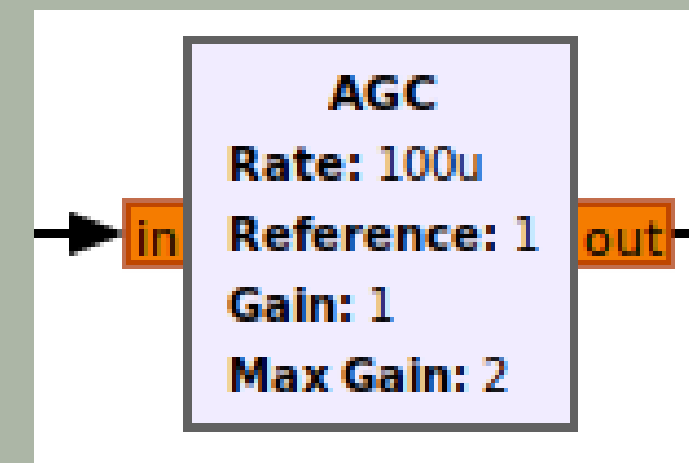 AGC
Rate: 100u
in
Reference: 1
out
Gain: 1
Max Gain: 2